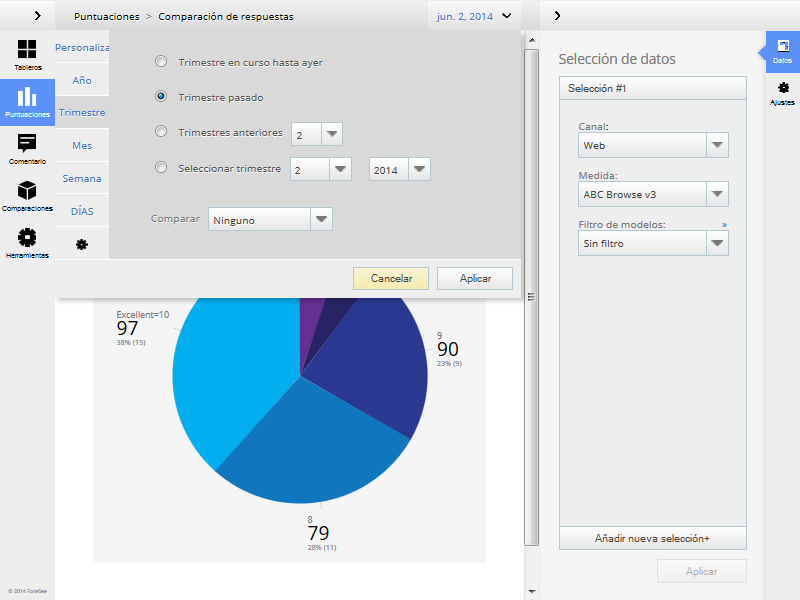 Puntuaciones > Comparación de respuestas
jun. 2, 2014
Tableros
Puntuaciones
Comentario
Comparaciones
Herramientas
Personaliza
Año
Trimestre
Mes
Semana
DÍAS
Trimestre en curso hasta ayer
Trimestre pasado
Trimestres anteriores 2
Seleccionar trimestre 2 2014
Comparar Ninguno
Cancelar Aplicar
Excellent=10
97
38% (15)
9
90
23% (9)
8
79
28% (11)
Selección de datos
Selección #1
Canal:
Web
Medida:
ABC Browse v3
Filtro de modelos: »
Sin filtro
Añadir nueva selección+
Aplicar
Datos
Ajustes
© 2014 ForeSee